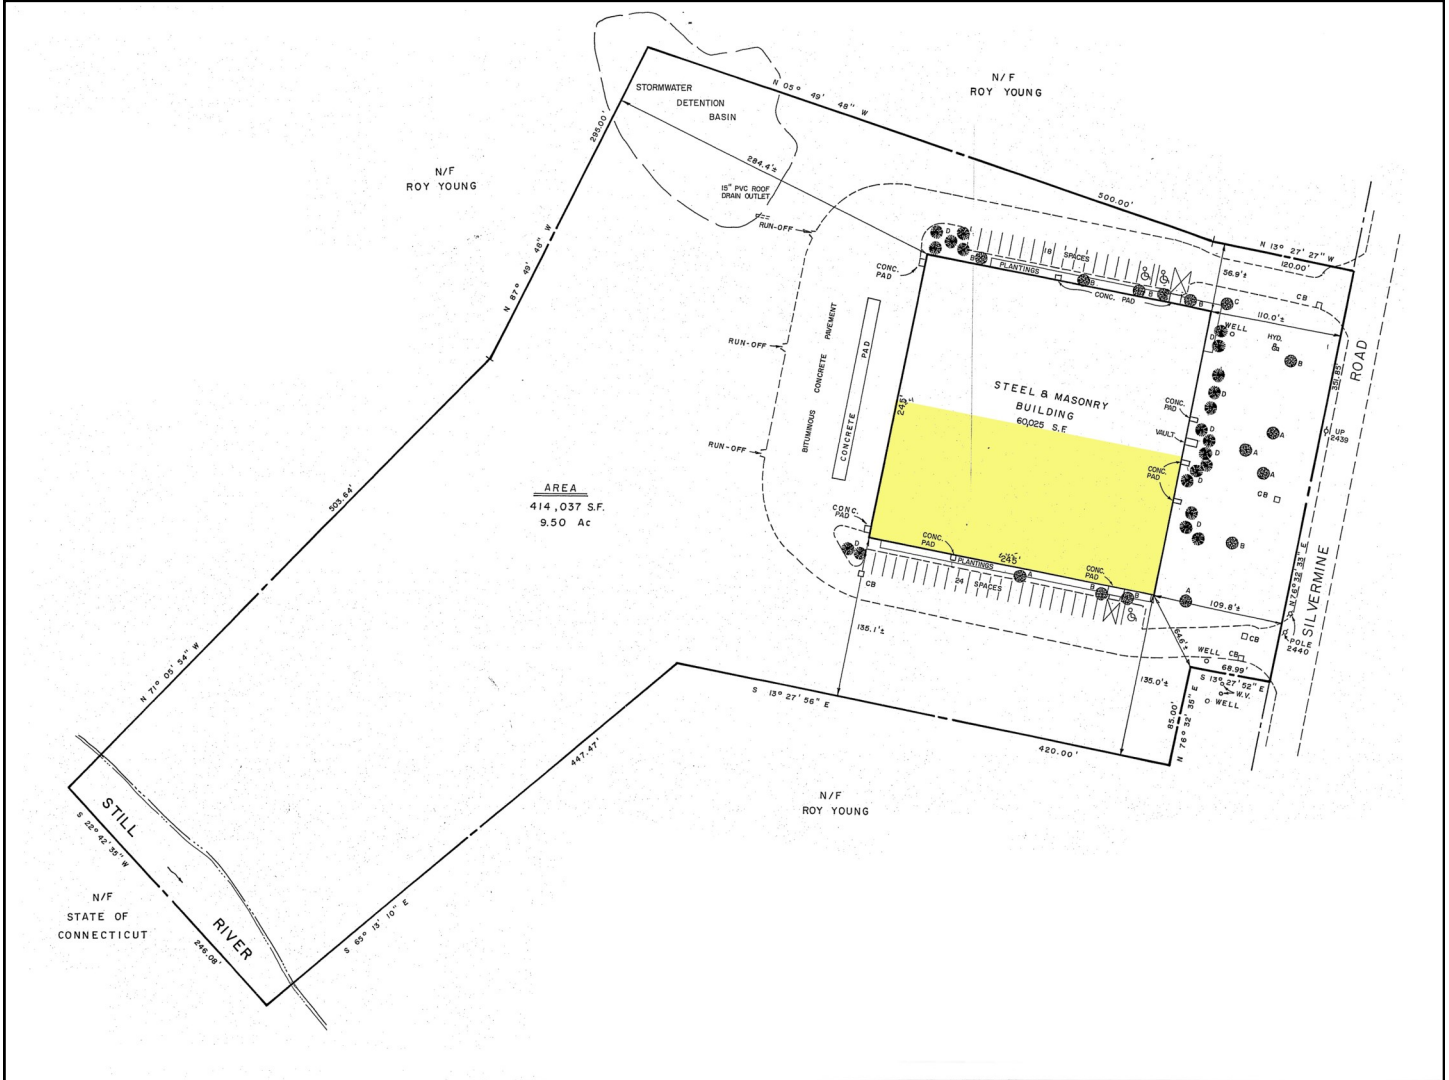 N/F
ROY YOUNG
STORMWATER
DETENTION
BASIN
N 05° 49' 48" W
500.00'
295.00'
N 87° 49' 48" W
284.4'±
15" PVC ROOF
DRAIN OUTLET
N/F
ROY YOUNG
RUN-OFF
RUN-OFF
RUN-OFF
N 13° 27' 27" W
120.00'
56.9'±
110.0'±
CB
CONC.
PAD
D
18 SPACES
B
PLANTINGS
B
CONC. PAD
B
B
B
C
WELL
HYD.
D
B
BITUMINOUS CONCRETE PAVEMENT
CONCRETE PAD
STEEL & MASONRY
BUILDING
60,025 S.F.
245'
D
CONC.
PAD
VAULT
D
D
CONC.
PAD
D
D
A
A
A
CB
B
351.85'
UP
2439
ROAD
SILVERMINE
N 76° 32' 33" E
AREA
414,037 S.F.
9.50 Ac
503.64'
N 71° 05' 54" W
CONC.
PAD
D
CB
CONC.
PAD
PLANTINGS
245'
24 SPACES
A
CONC.
PAD
B
B
A
109.8'±
64.6'±
135.1'±
135.0'±
POLE
2440
CB
WELL
CB
68.99'
S 13° 27' 52" E
W.V.
WELL
85.00'
N 76° 32' 35" E
S 13° 27' 56" E
420.00'
447.47'
S 65° 13' 10" E
N/F
ROY YOUNG
STILL
RIVER
S 22° 42' 35" W
246.08'
N/F
STATE OF
CONNECTICUT